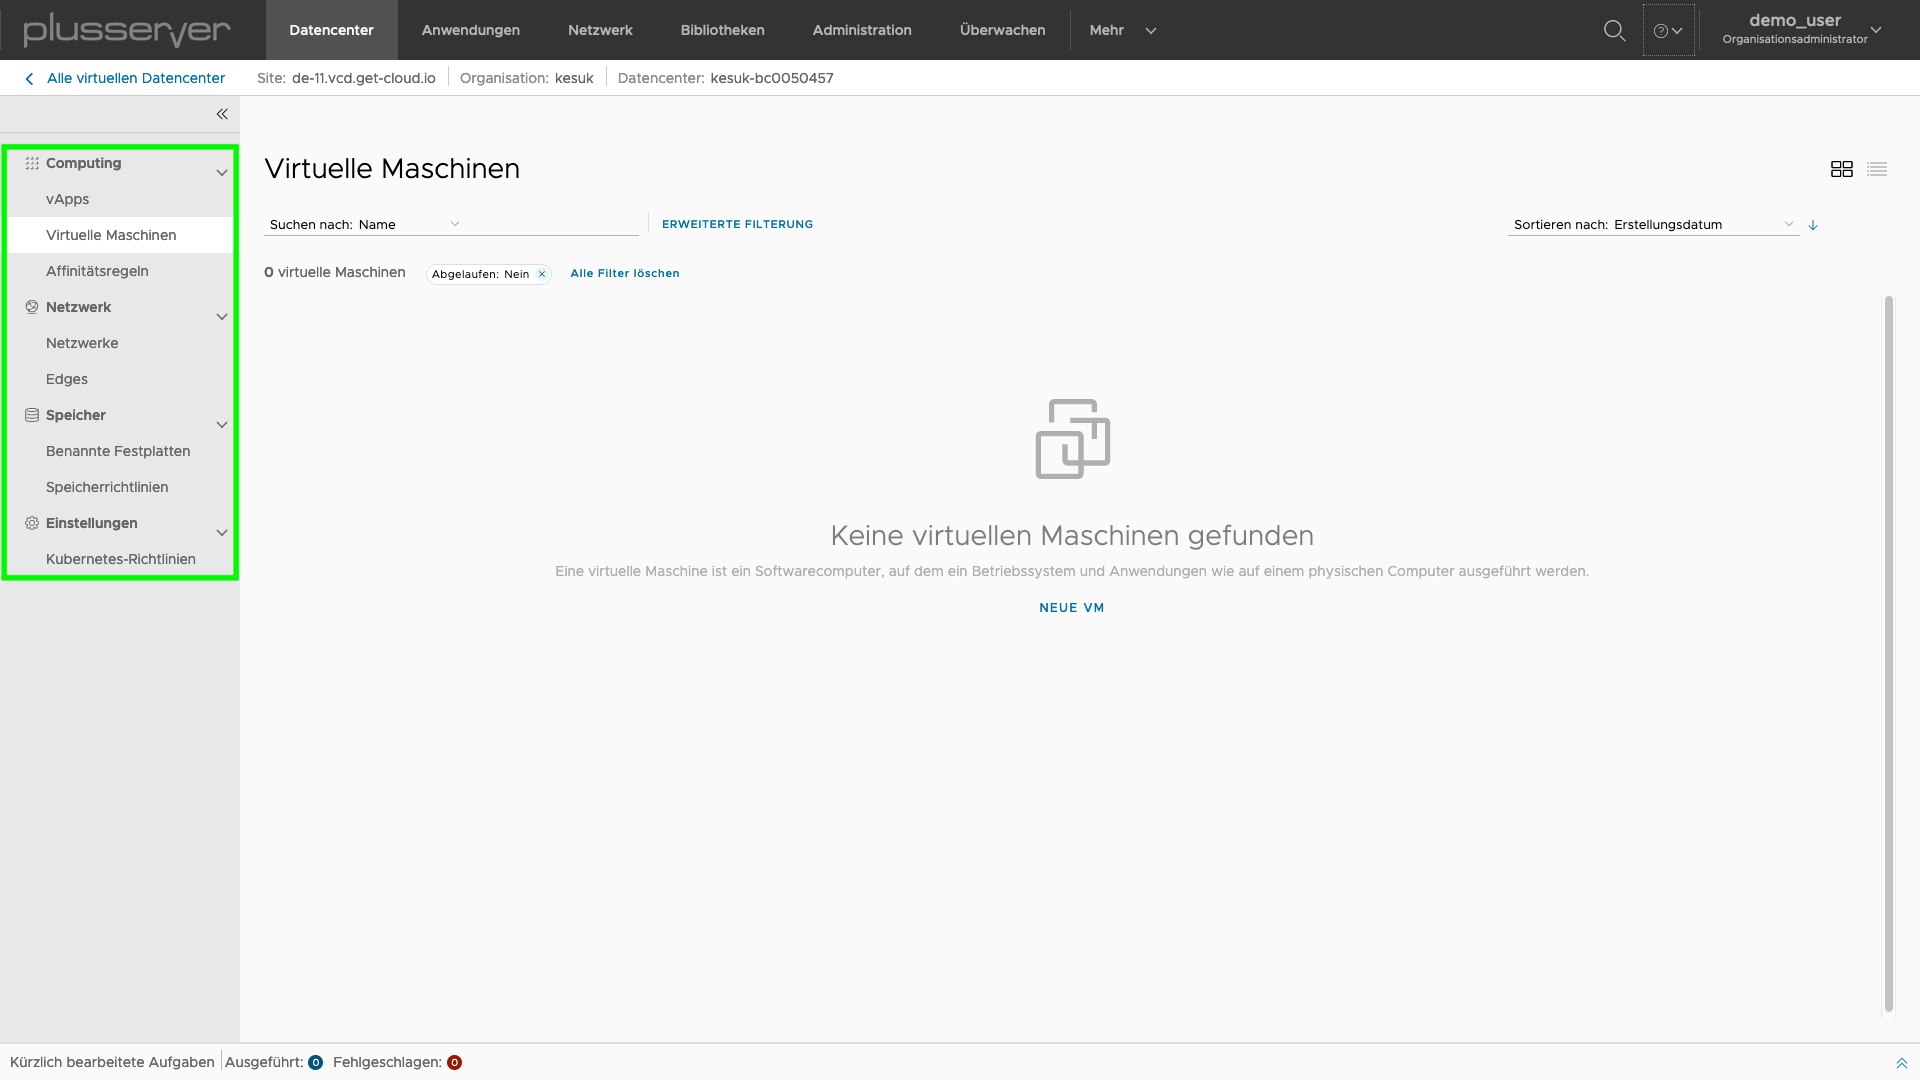 plusserver
Datencenter Anwendungen Netzwerk Bibliotheken Administration Überwachen Mehr
demo_user
Organisationsadministrator
Alle virtuellen Datencenter Site: de-11.vcd.get-cloud.io Organisation: kesuk Datencenter: kesuk-bc0050457
Computing
vApps
Virtuelle Maschinen
Affinitätsregeln
Netzwerk
Netzwerke
Edges
Speicher
Benannte Festplatten
Speicherrichtlinien
Einstellungen
Kubernetes-Richtlinien
Virtuelle Maschinen
Suchen nach: Name ERWEITERTE FILTERUNG Sortieren nach: Erstellungsdatum
0 virtuelle Maschinen Abgelaufen: Nein Alle Filter löschen
Keine virtuellen Maschinen gefunden
Eine virtuelle Maschine ist ein Softwarecomputer, auf dem ein Betriebssystem und Anwendungen wie auf einem physischen Computer ausgeführt werden.
NEUE VM
Kürzlich bearbeitete Aufgaben Ausgeführt: 0 Fehlgeschlagen: 0